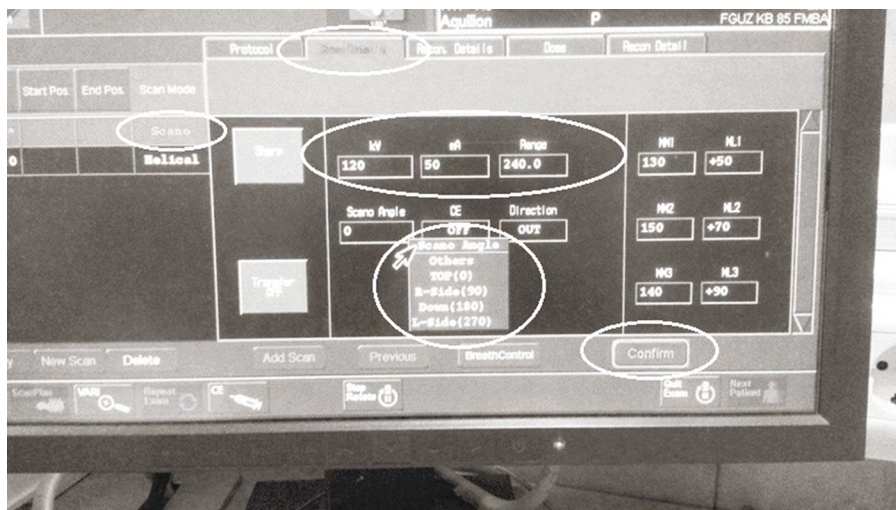 Aquilion P FGUZ KB 85 FMBA
Protocol Recon. Details Dose Recon Detail
Start Pos. End Pos. Scan Mode
Scano
0 Helical
Sharp
kV mA Range
120 50 240.0
WW1 WL1
130 +50
Scano Angle CE Direction
0 OFF OUT
WW2 WL2
150 +70
Scano Angle
Others
TOP(0)
R-Side(90)
Down(180)
L-Side(270)
Transfer
OFF
WW3 WL3
140 +90
New Scan Delete Add Scan Previous BreathControl Confirm
ScanPlan VARI Repeat Exam CE Stop Rotate Quit Exam Next Patient